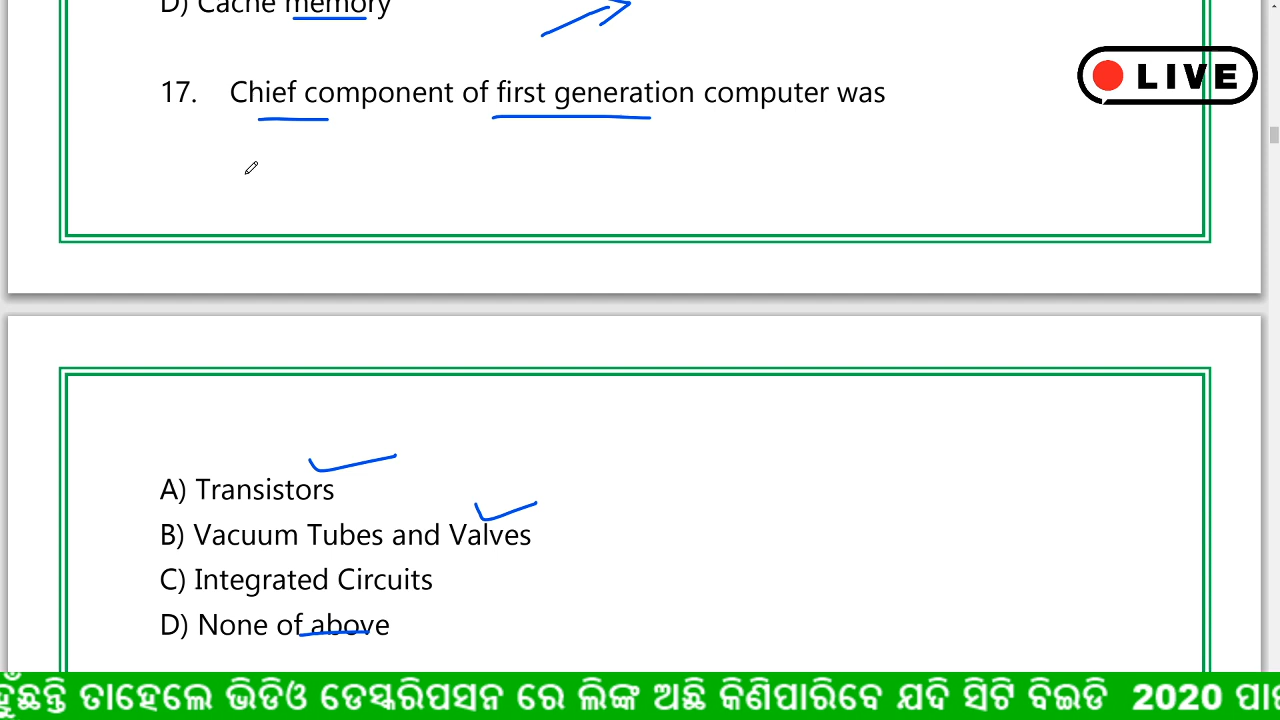 D) Cache memory
LIVE
17. Chief component of first generation computer was
A) Transistors
B) Vacuum Tubes and Valves
C) Integrated Circuits
D) None of above
ତାହେଲେ ଭିଡିଓ ଡେସ୍କରିପସନ ରେ ଲିଙ୍କ ଅଛି କିଣିପାରିବେ ଯଦି ସିଟି ବିଇଡି 2020